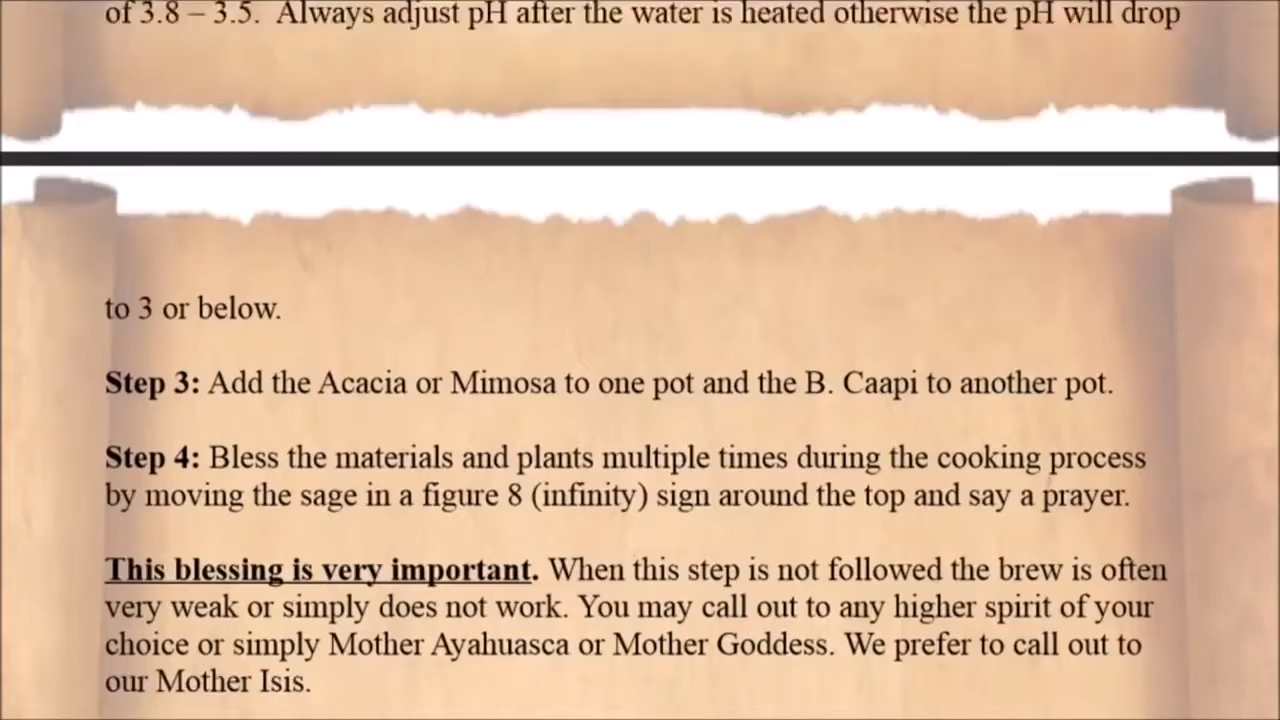 of 3.8 – 3.5.  Always adjust pH after the water is heated otherwise the pH will drop
to 3 or below.
Step 3: Add the Acacia or Mimosa to one pot and the B. Caapi to another pot.
Step 4: Bless the materials and plants multiple times during the cooking process
by moving the sage in a figure 8 (infinity) sign around the top and say a prayer.
This blessing is very important. When this step is not followed the brew is often
very weak or simply does not work. You may call out to any higher spirit of your
choice or simply Mother Ayahuasca or Mother Goddess. We prefer to call out to
our Mother Isis.